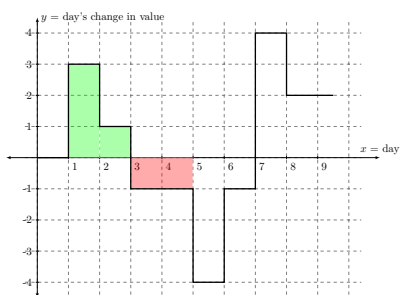 y = day's change in value
4
3
2
1
x = day
1 2 3 4 5 6 7 8 9
-1
-2
-3
-4